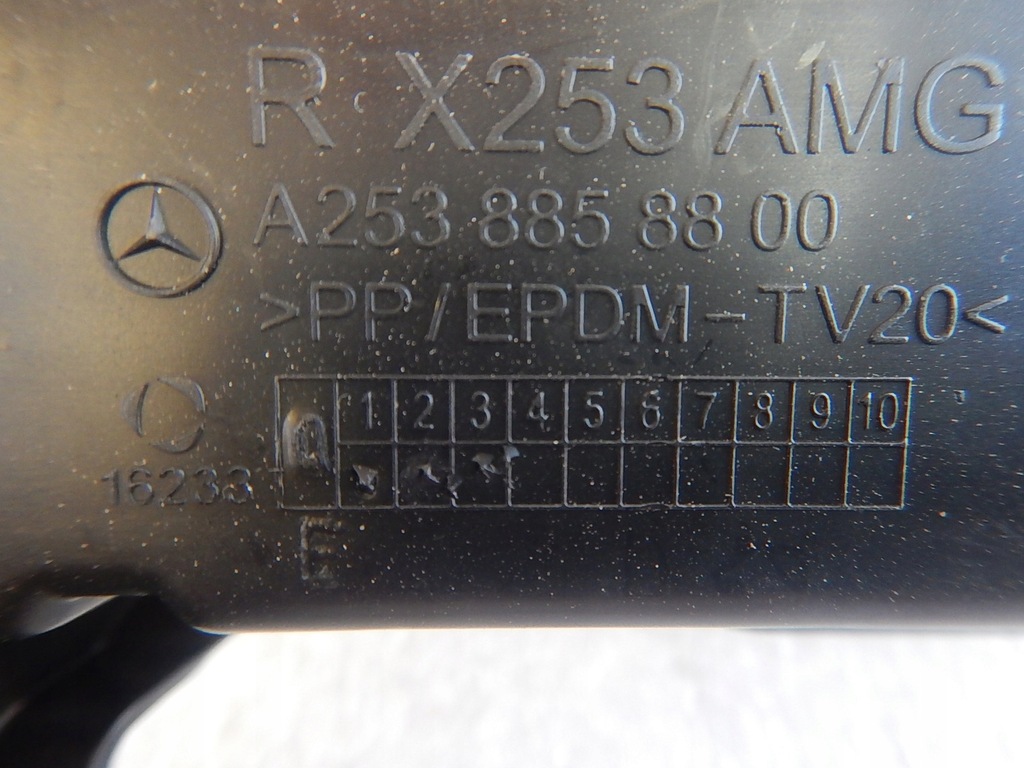 R X253 AMG
A253 885 88 00
>PP/EPDM-TV20<
1 2 3 4 5 6 7 8 9 10
Q
16233
E